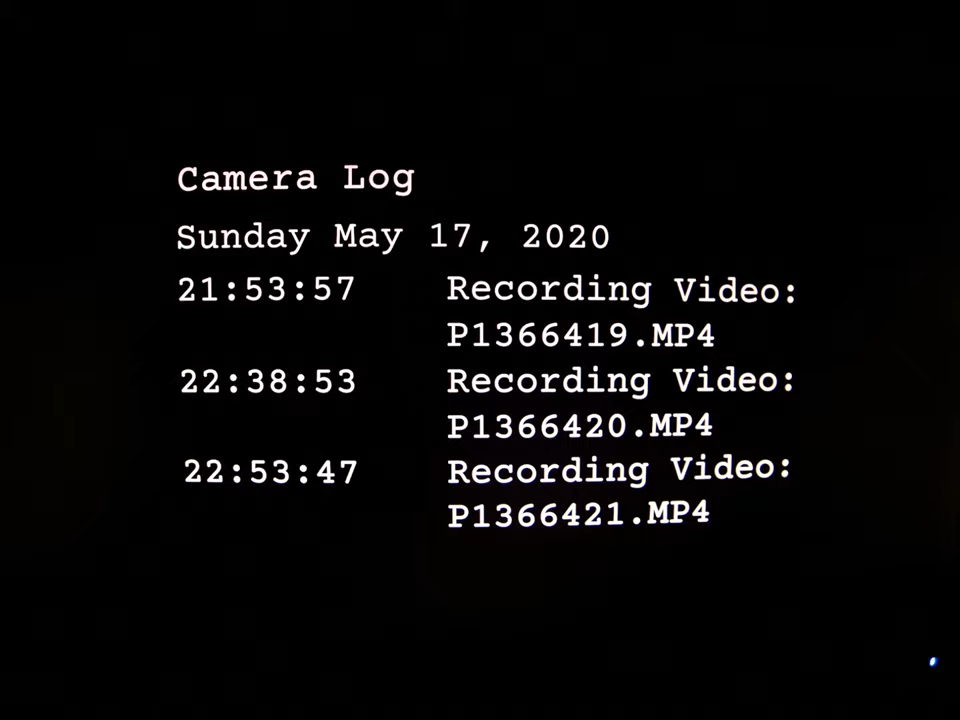 Camera Log
Sunday May 17, 2020
21:53:57 Recording Video:
P1366419.MP4
22:38:53 Recording Video:
P1366420.MP4
22:53:47 Recording Video:
P1366421.MP4